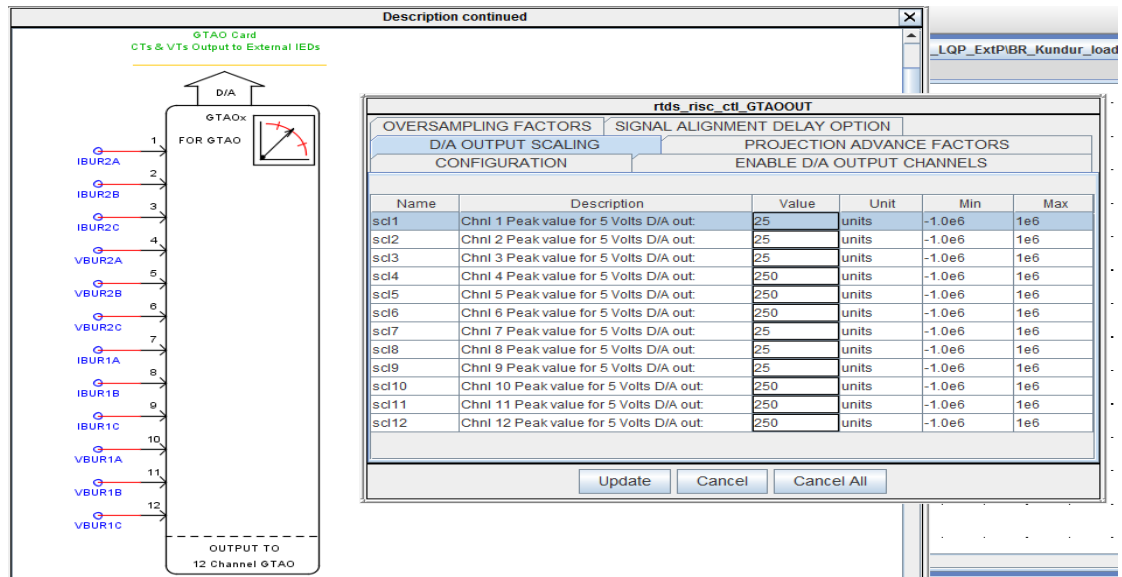 Description continued
GTAO Card
CTs & VTs Output to External IEDs
D/A
GTAOx
FOR GTAO
1
IBUR2A
2
IBUR2B
3
IBUR2C
4
VBUR2A
5
VBUR2B
6
VBUR2C
7
IBUR1A
8
IBUR1B
9
IBUR1C
10
VBUR1A
11
VBUR1B
12
VBUR1C
OUTPUT TO
12 Channel GTAO
_LQP_ExtP\BR_Kundur_load
rtds_risc_ctl_GTAOOUT
OVERSAMPLING FACTORS SIGNAL ALIGNMENT DELAY OPTION
D/A OUTPUT SCALING PROJECTION ADVANCE FACTORS
CONFIGURATION ENABLE D/A OUTPUT CHANNELS
Name Description Value Unit Min Max
scl1 Chnl 1 Peak value for 5 Volts D/A out: 25 units -1.0e6 1e6
scl2 Chnl 2 Peak value for 5 Volts D/A out: 25 units -1.0e6 1e6
scl3 Chnl 3 Peak value for 5 Volts D/A out: 25 units -1.0e6 1e6
scl4 Chnl 4 Peak value for 5 Volts D/A out: 250 units -1.0e6 1e6
scl5 Chnl 5 Peak value for 5 Volts D/A out: 250 units -1.0e6 1e6
scl6 Chnl 6 Peak value for 5 Volts D/A out: 250 units -1.0e6 1e6
scl7 Chnl 7 Peak value for 5 Volts D/A out: 25 units -1.0e6 1e6
scl8 Chnl 8 Peak value for 5 Volts D/A out: 25 units -1.0e6 1e6
scl9 Chnl 9 Peak value for 5 Volts D/A out: 25 units -1.0e6 1e6
scl10 Chnl 10 Peak value for 5 Volts D/A out: 250 units -1.0e6 1e6
scl11 Chnl 11 Peak value for 5 Volts D/A out: 250 units -1.0e6 1e6
scl12 Chnl 12 Peak value for 5 Volts D/A out: 250 units -1.0e6 1e6
Update Cancel Cancel All